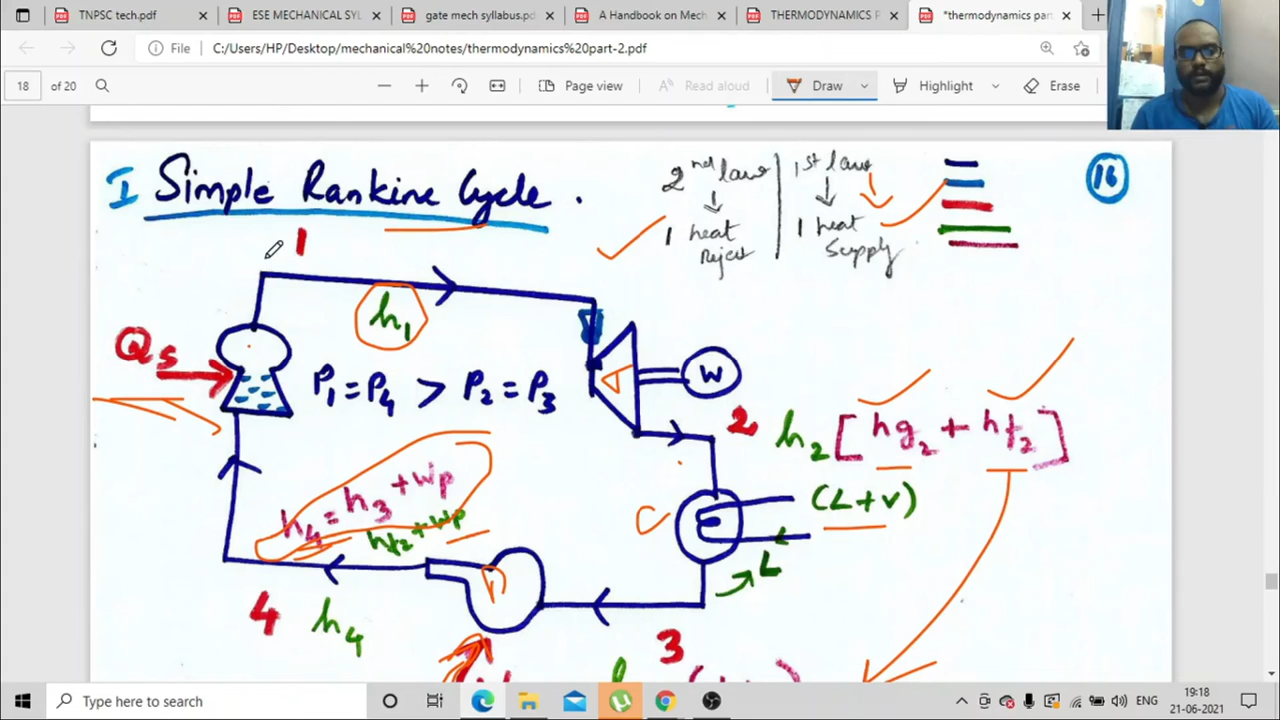 TNPSC tech.pdf
ESE MECHANICAL SYL
gate mech syllabus.pdf
A Handbook on Mech
THERMODYNAMICS P
*thermodynamics par
File
C:/Users/HP/Desktop/mechanical%20notes/thermodynamics%20part-2.pdf
18 of 20
Page view
Read aloud
Draw
Highlight
Erase
I Simple Rankine Cycle .
2nd law
1 heat
Reject
1st law
1 heat
Supply
16
1
h1
Qs
P1 = P4 > P2 = P3
W
2 h2 [hg2 + hf2]
(L+V)
L
h4 = h3 + Wp
hf2 + Wp
4 h4
3
Type here to search
ENG
19:18
21-06-2021